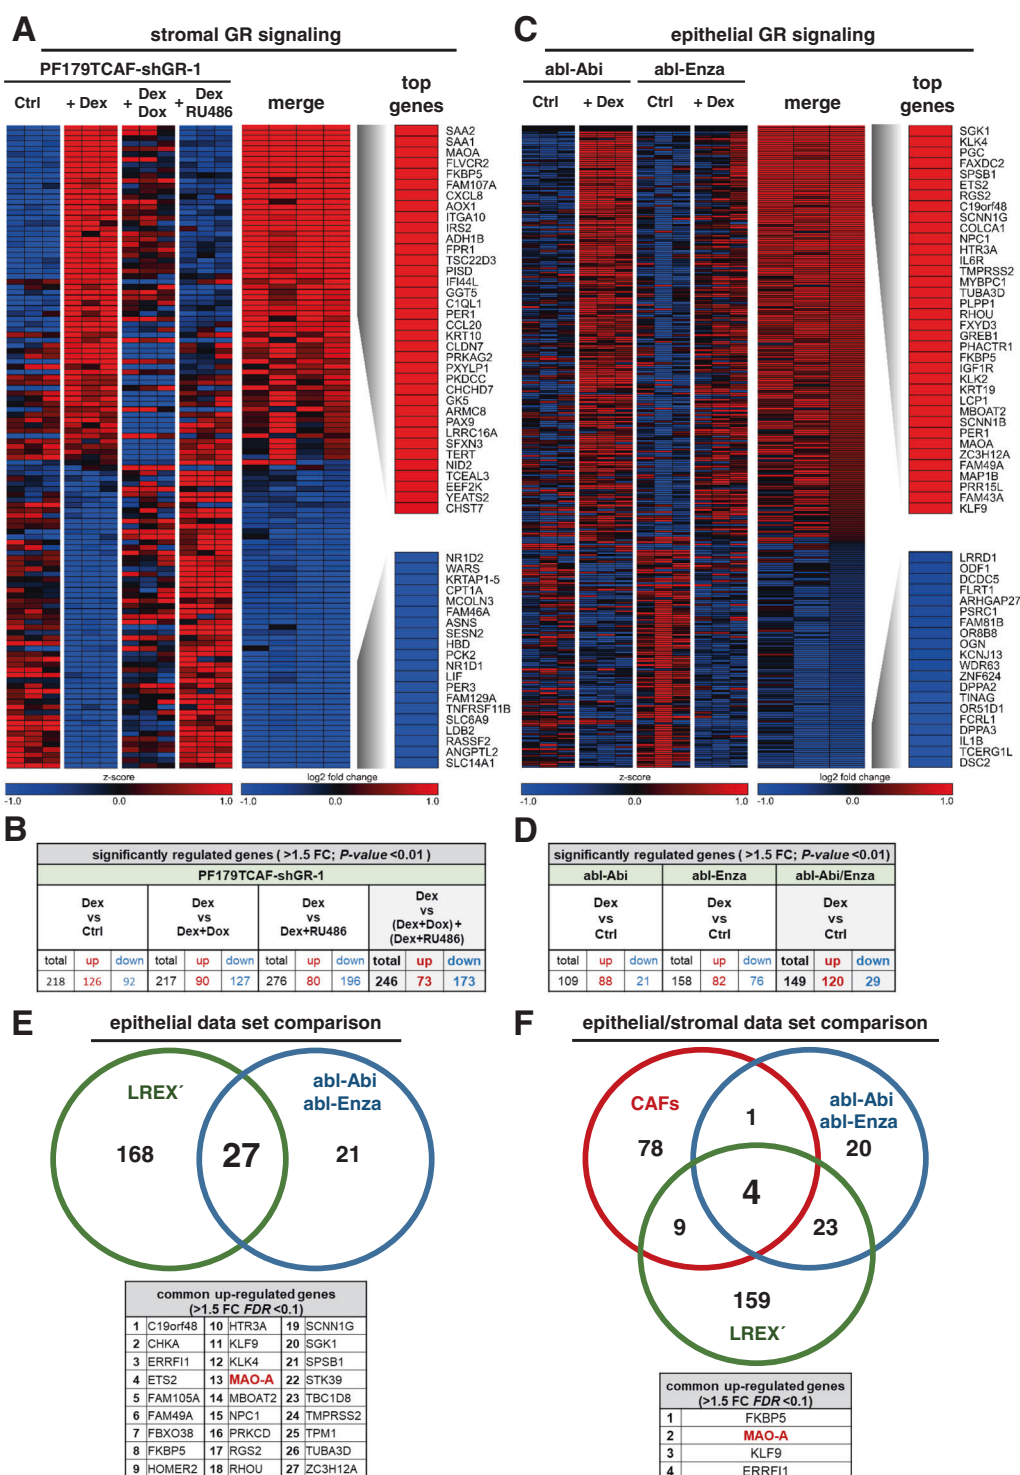 A
stromal GR signaling
PF179TCAF-shGR-1
Ctrl
+ Dex
+ Dex Dox
+ Dex RU486
merge
top genes
SAA2
SAA1
MAOA
FLVCR2
FKBP5
FAM107A
CXCL8
AOX1
ITGA10
IRS2
ADH1B
FPR1
TSC22D3
PISD
IFI44L
GGT5
C1QL1
PER1
CCL20
KRT10
CLDN7
PRKAG2
PXYLP1
PKDCC
CHCHD7
GK5
ARMC8
PAX9
LRRC16A
SFXN3
TERT
NID2
TCEAL3
EEF2K
YEATS2
CHST7
NR1D2
WARS
KRTAP1-5
CPT1A
MCOLN3
FAM46A
ASNS
SESN2
HBD
PCK2
NR1D1
LIF
PER3
FAM129A
TNFRSF11B
SLC6A9
LDB2
RASSF2
ANGPTL2
SLC14A1
z-score
log2 fold change
-1.0 0.0 1.0
-1.0 0.0 1.0
C
epithelial GR signaling
abl-Abi
abl-Enza
Ctrl
+ Dex
Ctrl
+ Dex
merge
top genes
SGK1
KLK4
PGC
FAXDC2
SPSB1
ETS2
RGS2
C19orf48
SCNN1G
COLCA1
NPC1
HTR3A
IL6R
TMPRSS2
MYBPC1
TUBA3D
PLPP1
RHOU
FXYD3
GREB1
PHACTR1
FKBP5
IGF1R
KLK2
KRT19
LCP1
MBOAT2
SCNN1B
PER1
MAOA
ZC3H12A
FAM49A
MAP1B
PRR15L
FAM43A
KLF9
LRRD1
ODF1
DCDC5
FLRT1
ARHGAP27
PSRC1
FAM81B
OR8B8
OGN
KCNJ13
WDR63
ZNF624
DPPA2
TINAG
OR51D1
FCRL1
DPPA3
IL1B
TCERG1L
DSC2
z-score
log2 fold change
-1.0 0.0 1.0
-1.0 0.0 1.0
B
significantly regulated genes ( >1.5 FC; P-value <0.01 )
PF179TCAF-shGR-1
Dex vs Ctrl
Dex vs Dex+Dox
Dex vs Dex+RU486
Dex vs (Dex+Dox) + (Dex+RU486)
total up down total up down total up down total up down
218 126 92 217 90 127 276 80 196 246 73 173
D
significantly regulated genes ( >1.5 FC; P-value <0.01)
abl-Abi abl-Enza abl-Abi/Enza
Dex vs Ctrl
Dex vs Ctrl
Dex vs Ctrl
total up down total up down total up down
109 88 21 158 82 76 149 120 29
E
epithelial data set comparison
LREX´
abl-Abi
abl-Enza
168
27
21
common up-regulated genes
(>1.5 FC FDR <0.1)
1 C19orf48 10 HTR3A 19 SCNN1G
2 CHKA 11 KLF9 20 SGK1
3 ERRFI1 12 KLK4 21 SPSB1
4 ETS2 13 MAO-A 22 STK39
5 FAM105A 14 MBOAT2 23 TBC1D8
6 FAM49A 15 NPC1 24 TMPRSS2
7 FBXO38 16 PRKCD 25 TPM1
8 FKBP5 17 RGS2 26 TUBA3D
9 HOMER2 18 RHOU 27 ZC3H12A
F
epithelial/stromal data set comparison
CAFs
abl-Abi
abl-Enza
1
78
20
4
9
23
159
LREX´
common up-regulated genes
(>1.5 FC FDR <0.1)
1 FKBP5
2 MAO-A
3 KLF9
4 ERRFI1